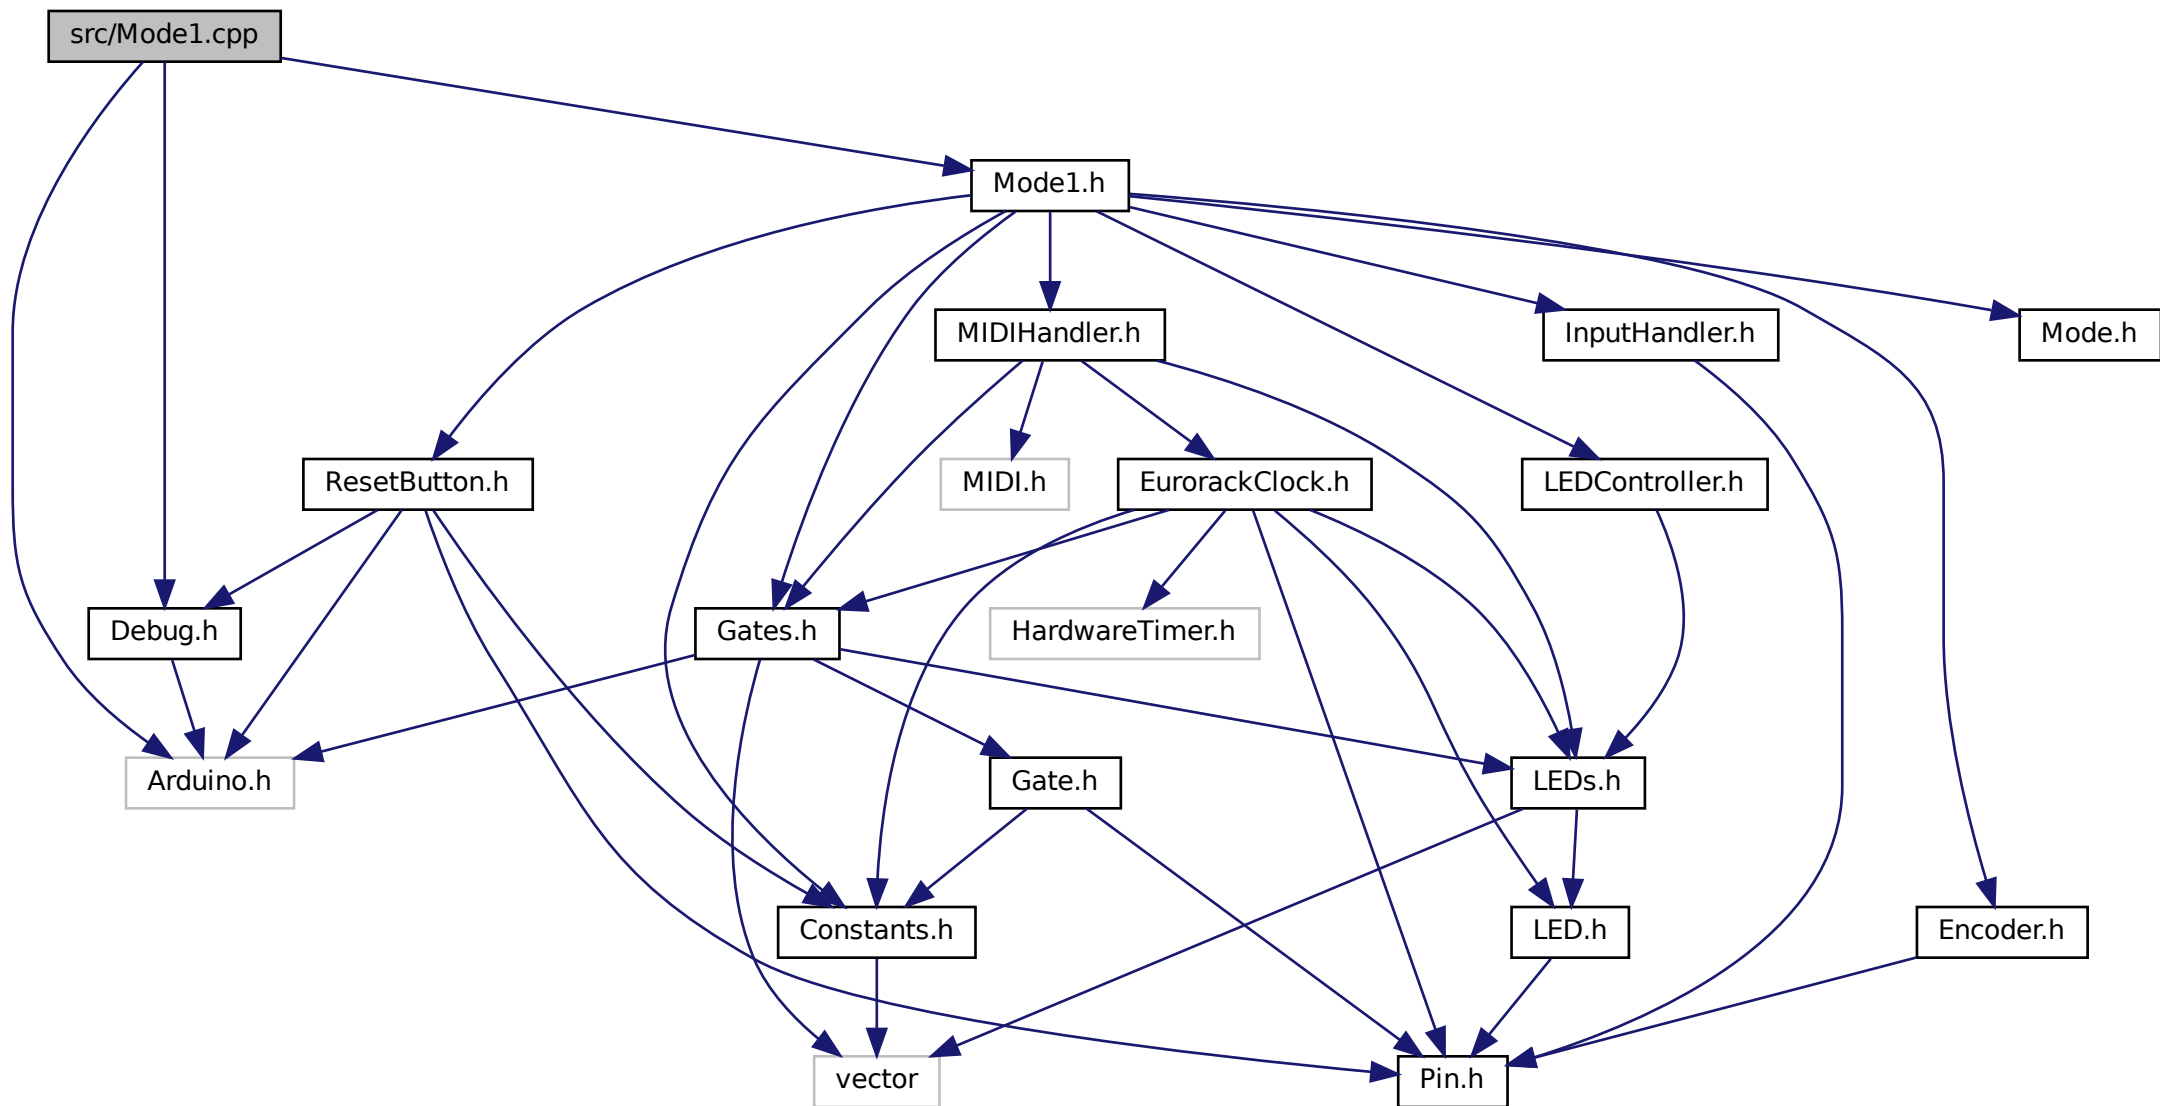 src/Mode1.cpp
Mode1.h
MIDIHandler.h
InputHandler.h
Mode.h
ResetButton.h
MIDI.h
EurorackClock.h
LEDController.h
Debug.h
Gates.h
HardwareTimer.h
Arduino.h
Gate.h
LEDs.h
Constants.h
LED.h
Encoder.h
vector
Pin.h